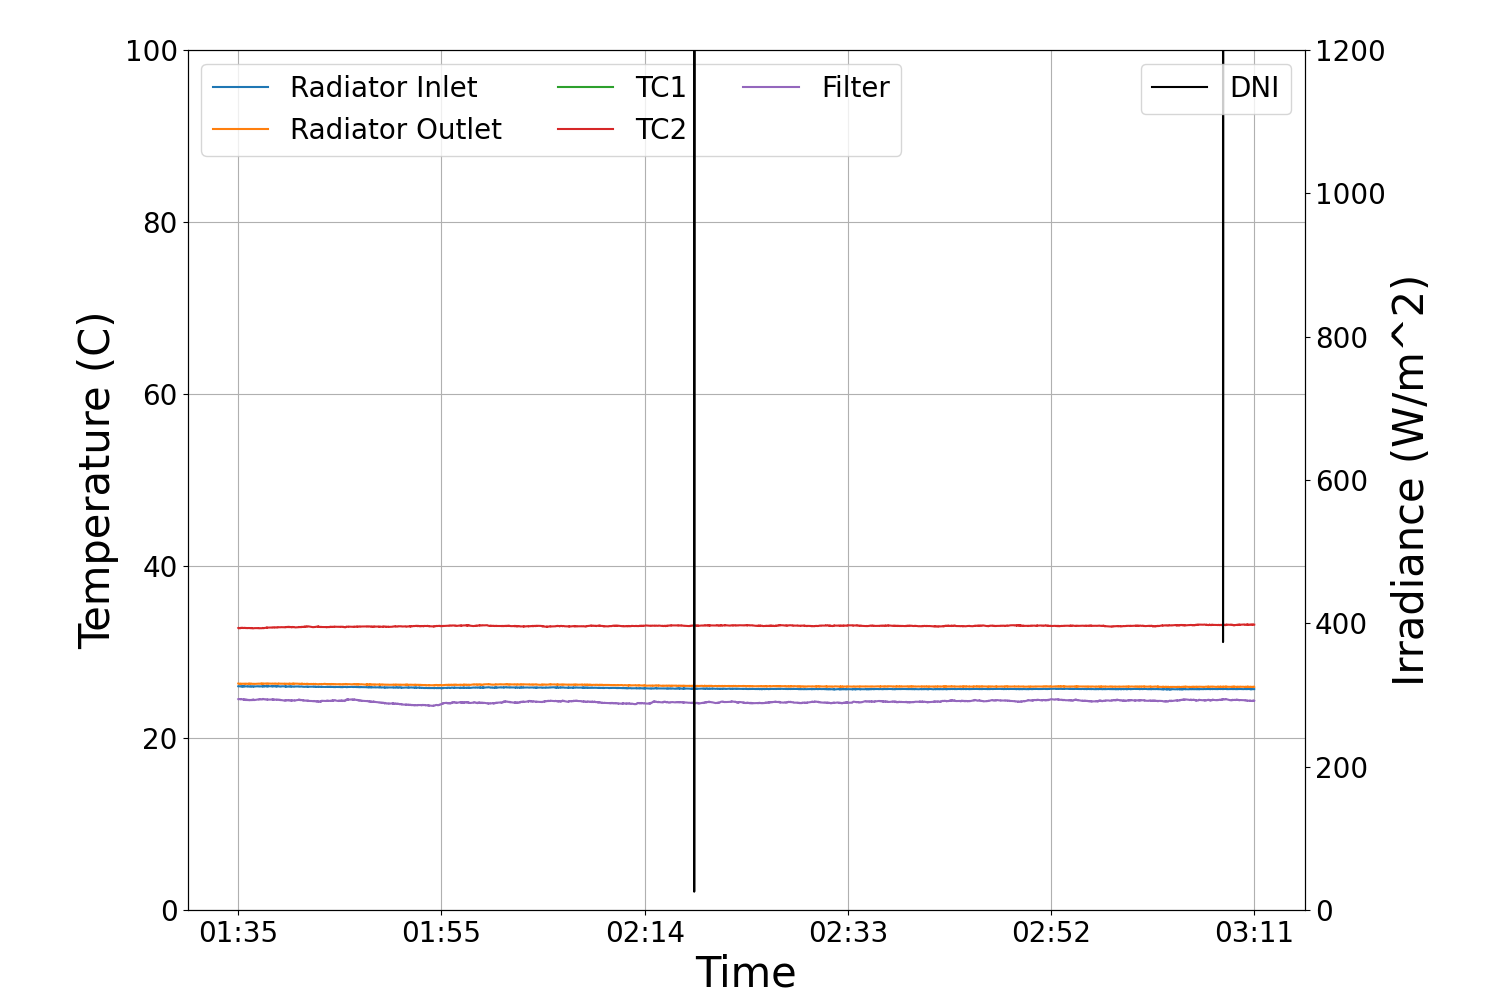 100
80
60
40
20
0
Temperature (C)
Radiator Inlet
Radiator Outlet
TC1
TC2
Filter
DNI
1200
1000
800
600
400
200
0
Irradiance (W/m^2)
01:35 01:55 02:14 02:33 02:52 03:11
Time